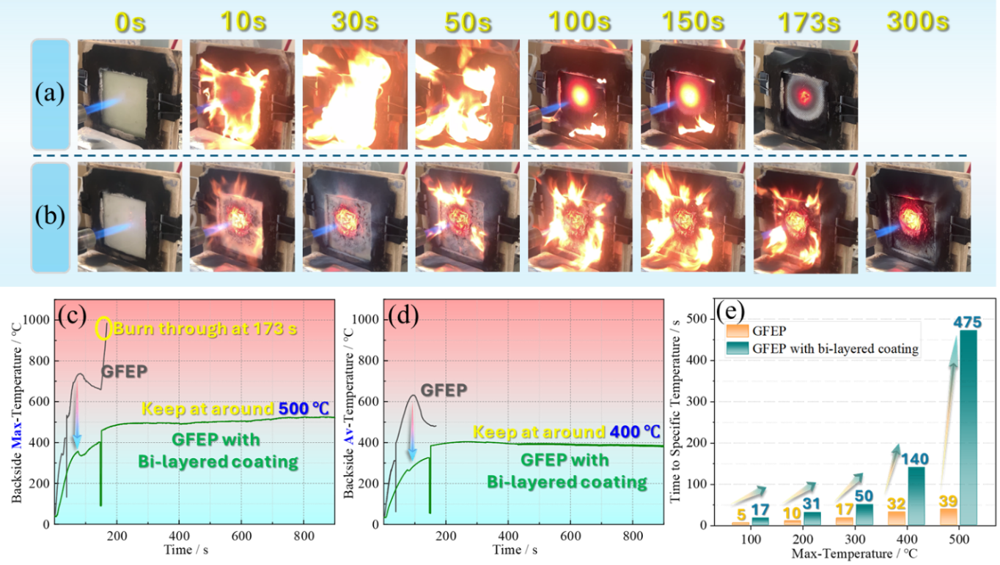 0s 10s 30s 50s 100s 150s 173s 300s
(a)
(b)
(c)
Burn through at 173 s
GFEP
Keep at around 500 ℃
GFEP with
Bi-layered coating
Backside Max-Temperature / ℃
1000
800
600
400
200
0
200 400 600 800
Time / s
(d)
GFEP
Keep at around 400 ℃
GFEP with
Bi-layered coating
Backside Av-Temperature / ℃
1000
800
600
400
200
0
200 400 600 800
Time / s
(e)
GFEP
GFEP with bi-layered coating
Time to Specific Temperature / s
500
400
300
200
100
0
5 17 10 31 17 50 32 140 39 475
100 200 300 400 500
Max-Temperature / ℃